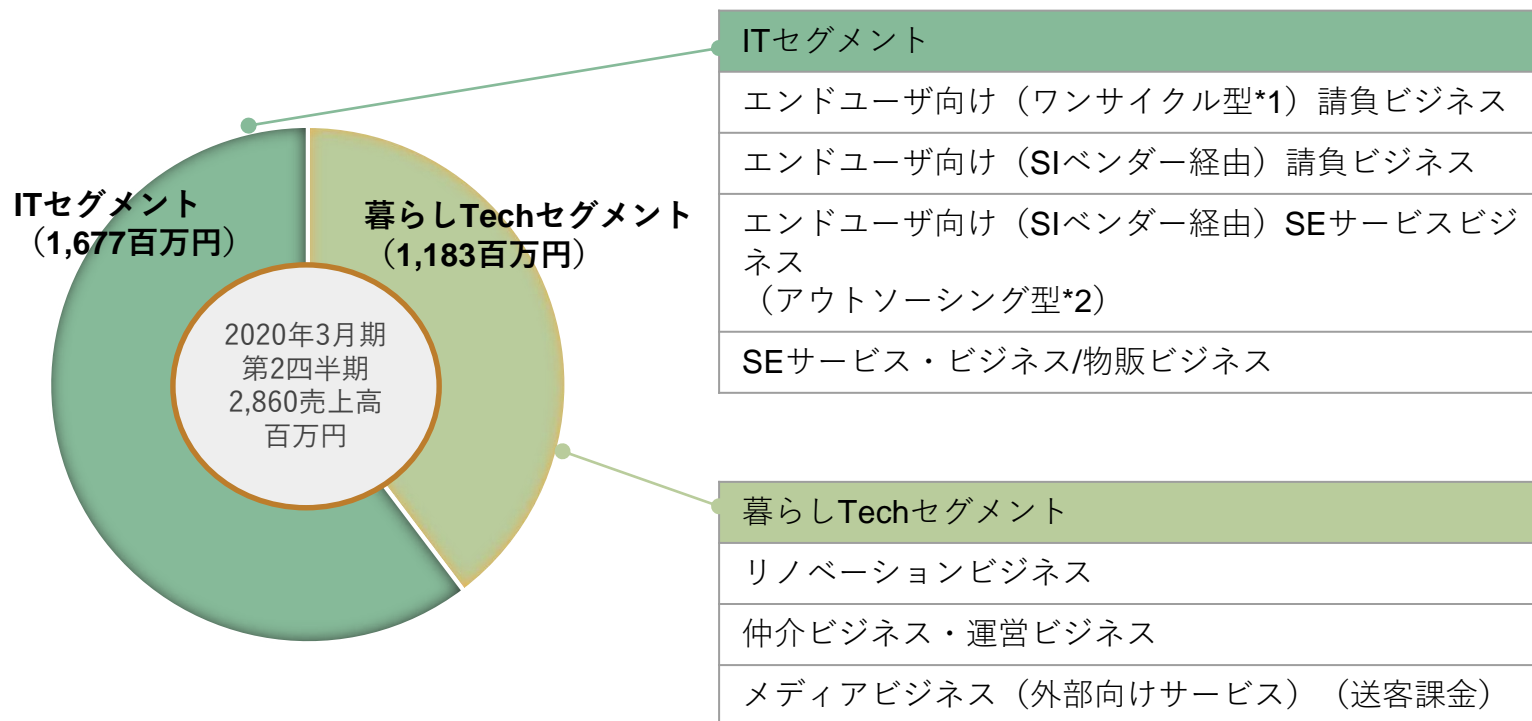 ITセグメント
（1,677百万円）
暮らしTechセグメント
（1,183百万円）
2020年3月期
第2四半期
2,860売上高
百万円
ITセグメント
エンドユーザ向け（ワンサイクル型*1）請負ビジネス
エンドユーザ向け（SIベンダー経由）請負ビジネス
エンドユーザ向け（SIベンダー経由）SEサービスビジ
ネス
（アウトソーシング型*2）
SEサービス・ビジネス/物販ビジネス
暮らしTechセグメント
リノベーションビジネス
仲介ビジネス・運営ビジネス
メディアビジネス（外部向けサービス）（送客課金）